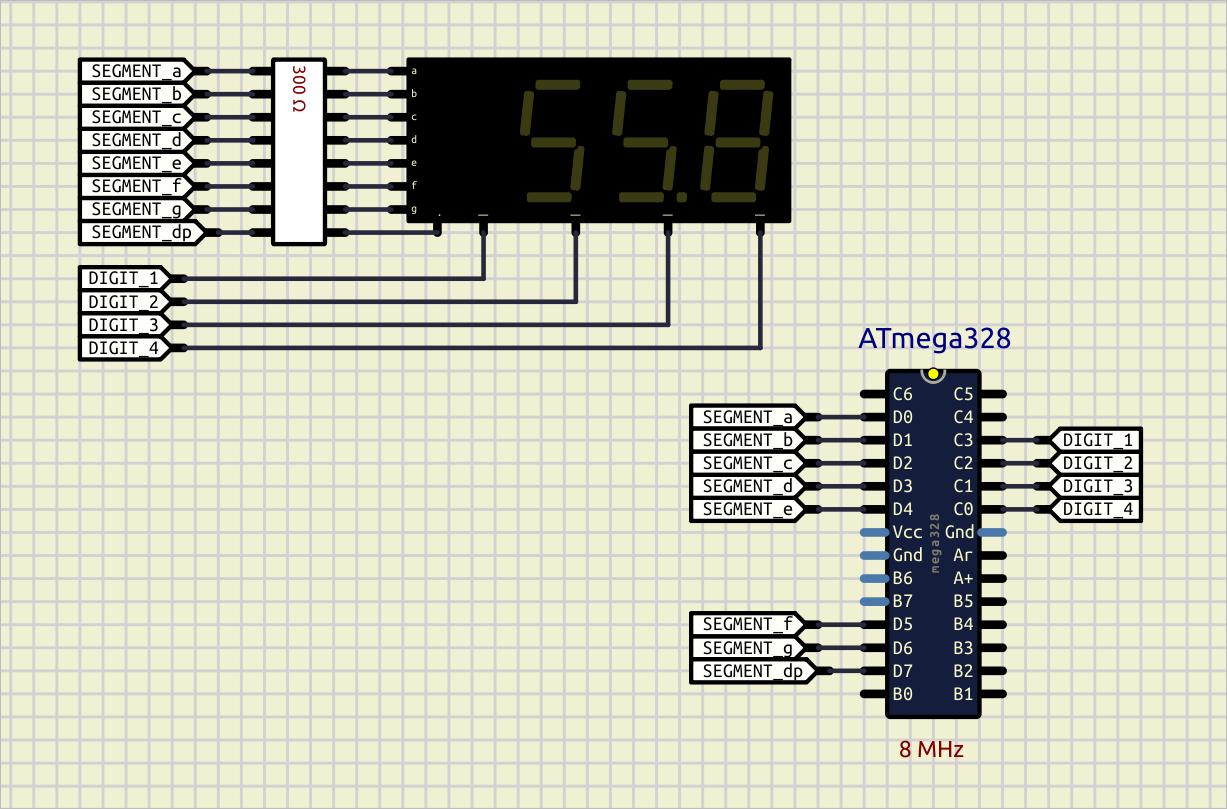 SEGMENT_a
SEGMENT_b
SEGMENT_c
SEGMENT_d
SEGMENT_e
SEGMENT_f
SEGMENT_g
SEGMENT_dp
300 Ω
a
b
c
d
e
f
g
558
DIGIT_1
DIGIT_2
DIGIT_3
DIGIT_4
ATmega328
SEGMENT_a
SEGMENT_b
SEGMENT_c
SEGMENT_d
SEGMENT_e
SEGMENT_f
SEGMENT_g
SEGMENT_dp
C6
D0
D1
D2
D3
D4
Vcc
Gnd
B6
B7
D5
D6
D7
B0
mega328
C5
C4
C3
C2
C1
C0
Gnd
Ar
A+
B5
B4
B3
B2
B1
DIGIT_1
DIGIT_2
DIGIT_3
DIGIT_4
8 MHz